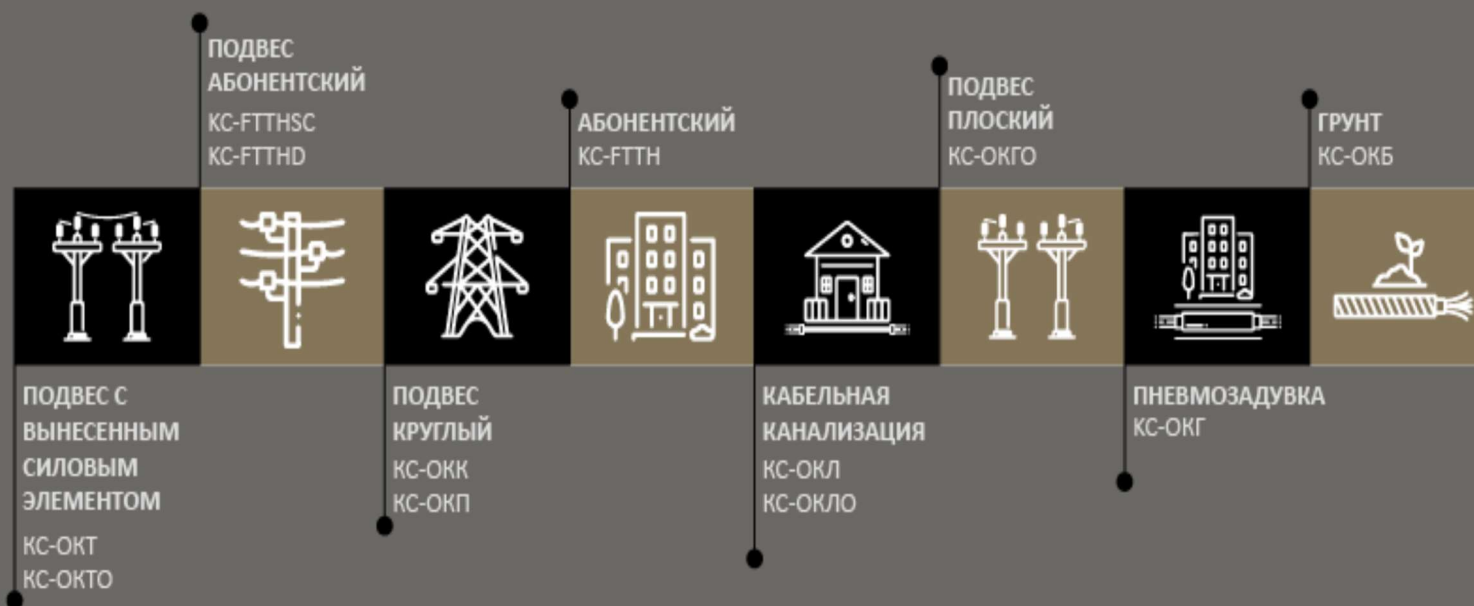 ПОДВЕС
АБОНЕНТСКИЙ
КС-FTTHSC
КС-FTTHD
АБОНЕНТСКИЙ
КС-FTTH
ПОДВЕС
ПЛОСКИЙ
КС-ОКГО
ГРУНТ
КС-ОКБ
ПОДВЕС С
ВЫНЕСЕННЫМ
СИЛОВЫМ
ЭЛЕМЕНТОМ
КС-ОКТ
КС-ОКТО
ПОДВЕС
КРУГЛЫЙ
КС-ОКК
КС-ОКП
КАБЕЛЬНАЯ
КАНАЛИЗАЦИЯ
КС-ОКЛ
КС-ОКЛО
ПНЕВМОЗАДУВКА
КС-ОКГ